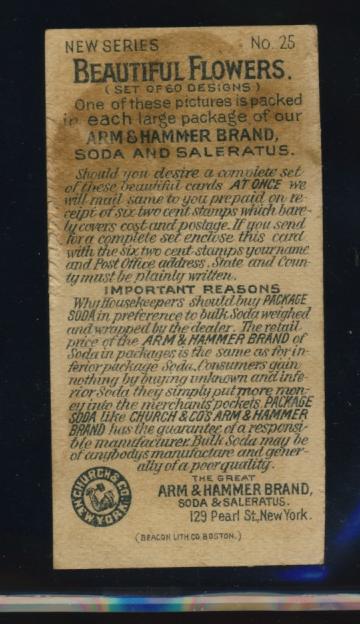 NEW SERIES No. 25
BEAUTIFUL FLOWERS.
(SET OF 60 DESIGNS)
One of these pictures is packed
in each large package of our
ARM & HAMMER BRAND,
SODA AND SALERATUS.
Should you desire a complete set
of these beautiful cards AT ONCE we
will mail same to you prepaid on re-
ceipt of six two cent stamps which bare-
ly covers cost and postage. If you send
for a complete set enclose this card
with the six two cent stamps your name
and Post Office address. State and Coun-
ty must be plainly written.
IMPORTANT REASONS
Why Housekeepers should buy PACKAGE
SODA in preference to bulk Soda weighed
and wrapped by the dealer. The retail
price of the ARM & HAMMER BRAND of
Soda in packages is the same as for in-
ferior package Soda. Consumers gain
nothing by buying unknown and infe-
rior Soda they simply put more mon-
ey into the merchants pockets. PACKAGE
SODA like CHURCH & CO'S ARM & HAMMER
BRAND has the guarantee of a responsi-
ble manufacturer. Bulk Soda may be
of anybodys manufacture and gener-
ally of a poor quality.
THE GREAT
ARM & HAMMER BRAND,
SODA & SALERATUS.
129 Pearl St., New York.
CHURCH & CO.
NEW YORK
(BEACON LITH. CO. BOSTON.)